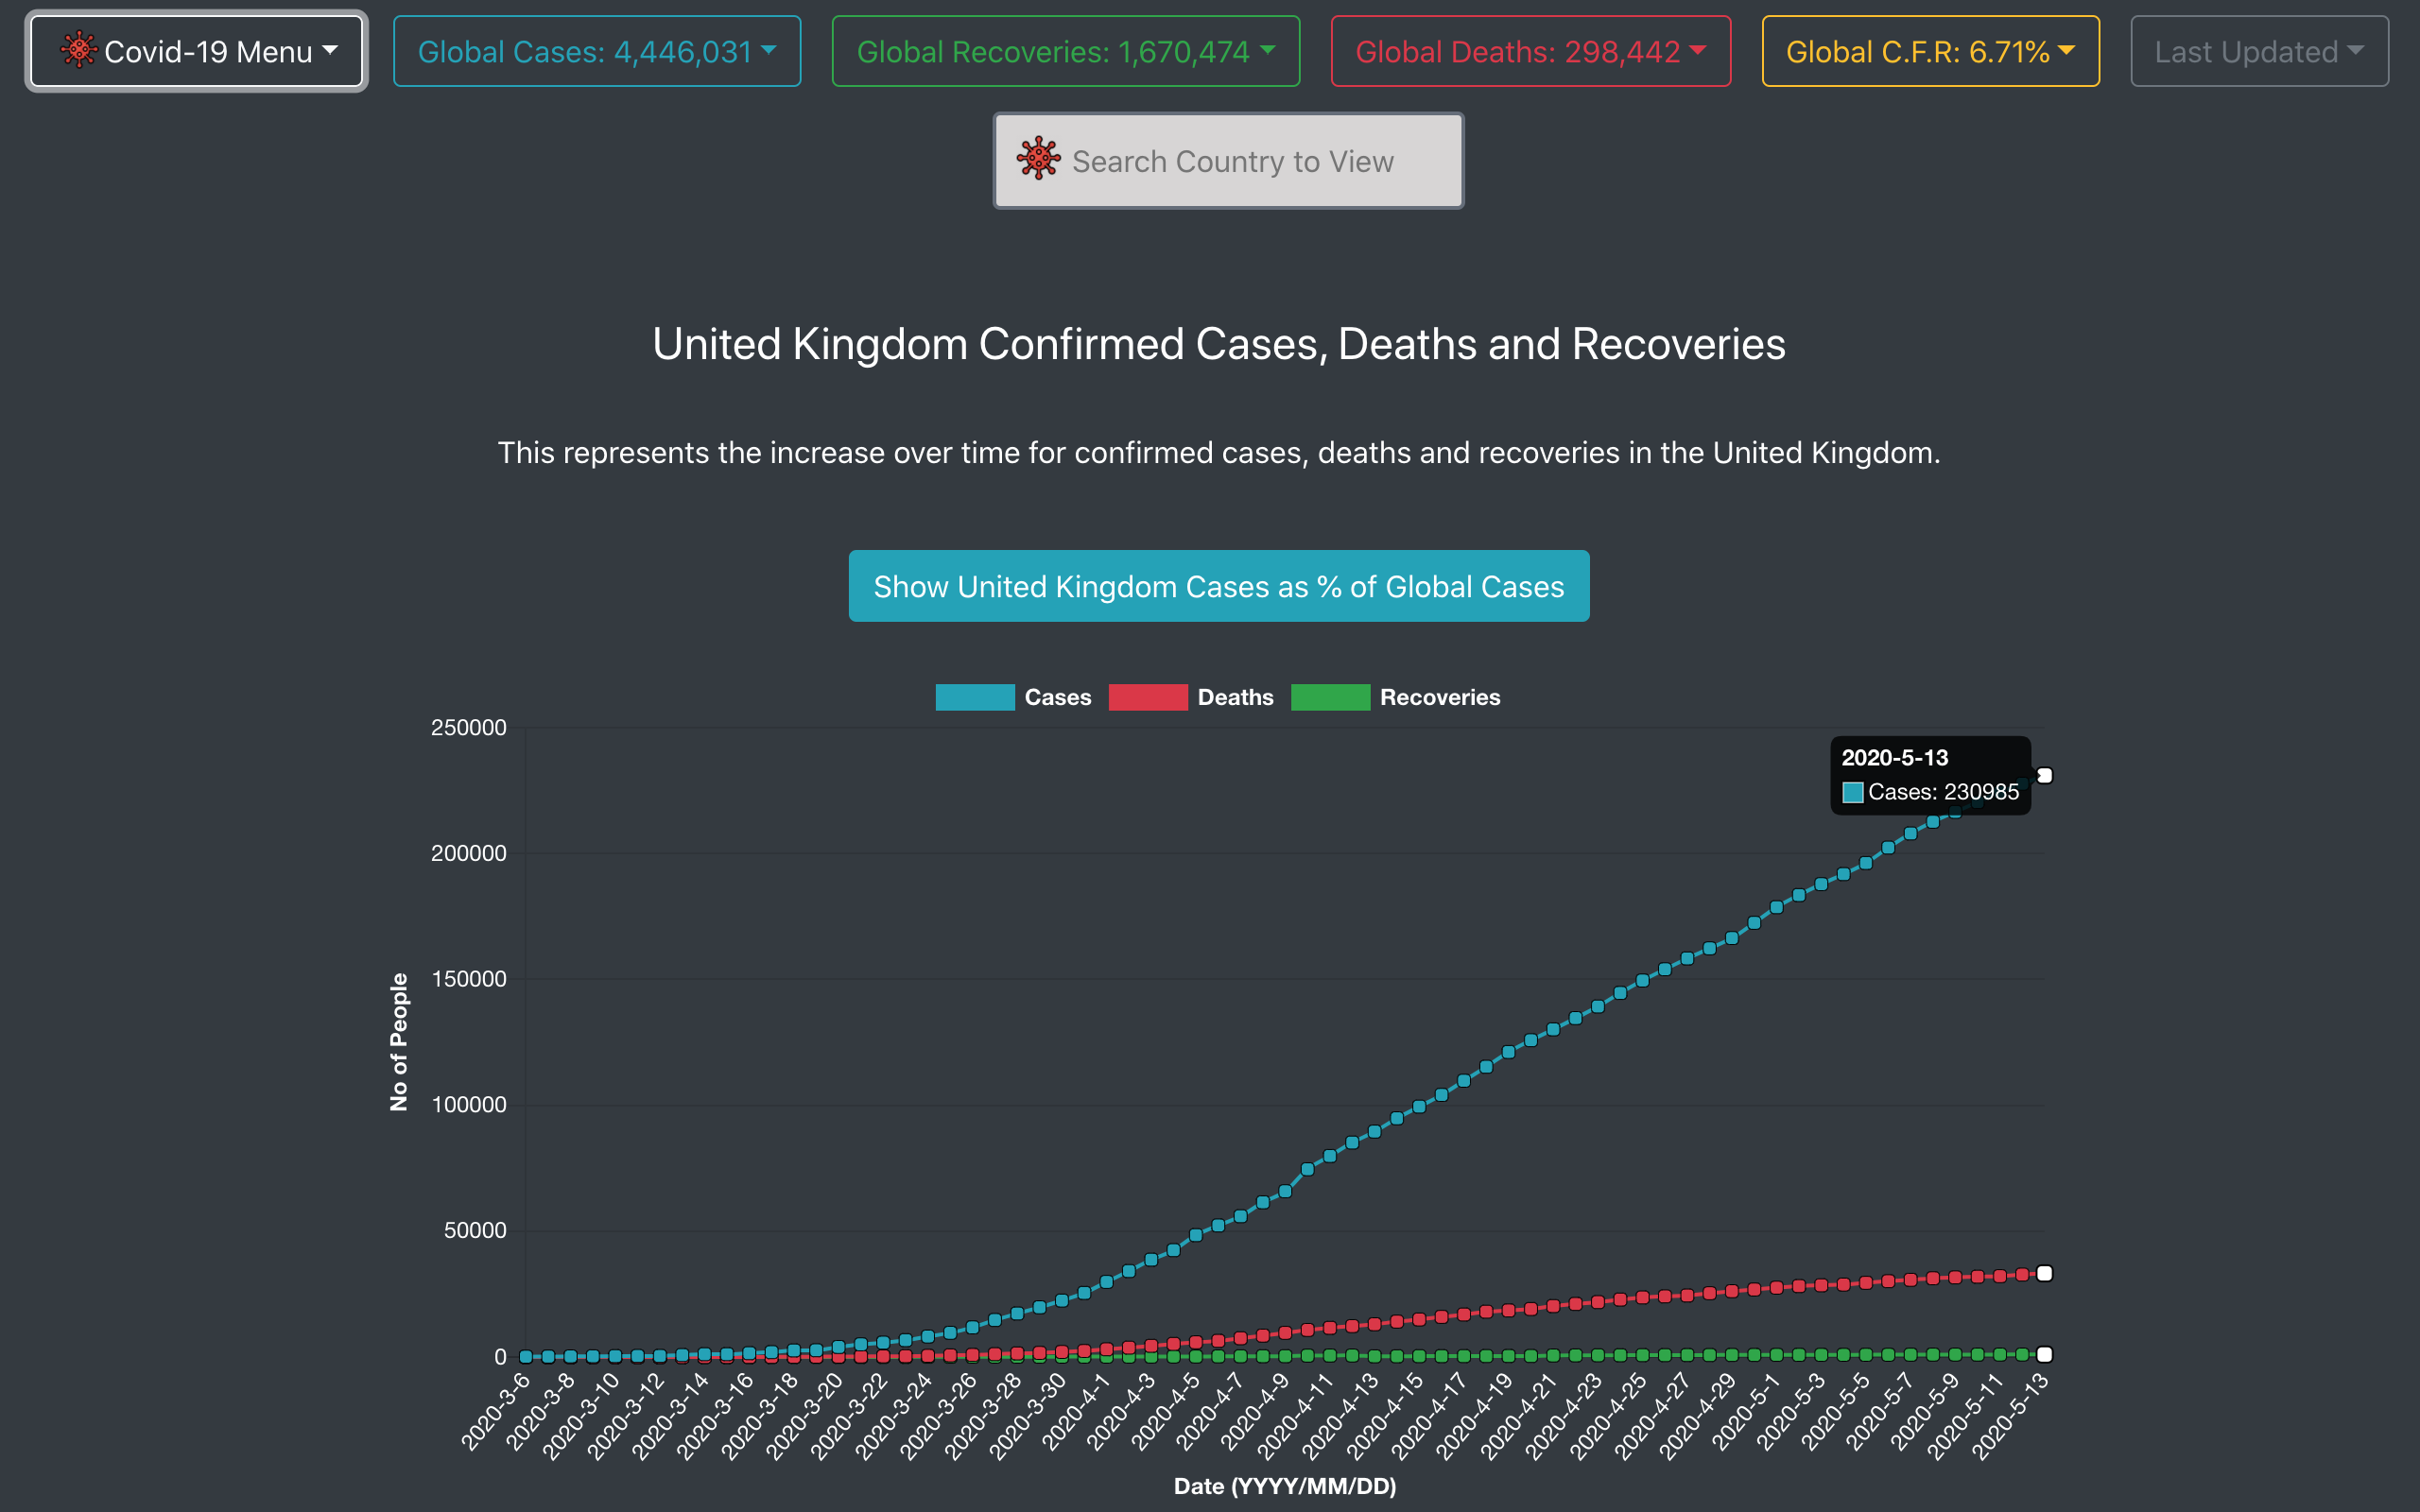 Covid-19 Menu
Global Cases: 4,446,031
Global Recoveries: 1,670,474
Global Deaths: 298,442
Global C.F.R: 6.71%
Last Updated
Search Country to View
United Kingdom Confirmed Cases, Deaths and Recoveries
This represents the increase over time for confirmed cases, deaths and recoveries in the United Kingdom.
Show United Kingdom Cases as % of Global Cases
Cases
Deaths
Recoveries
250000
200000
150000
100000
50000
0
No of People
2020-5-13
Cases: 230985
2020-3-6
2020-3-8
2020-3-10
2020-3-12
2020-3-14
2020-3-16
2020-3-18
2020-3-20
2020-3-22
2020-3-24
2020-3-26
2020-3-28
2020-3-30
2020-4-1
2020-4-3
2020-4-5
2020-4-7
2020-4-9
2020-4-11
2020-4-13
2020-4-15
2020-4-17
2020-4-19
2020-4-21
2020-4-23
2020-4-25
2020-4-27
2020-4-29
2020-5-1
2020-5-3
2020-5-5
2020-5-7
2020-5-9
2020-5-11
2020-5-13
Date (YYYY/MM/DD)